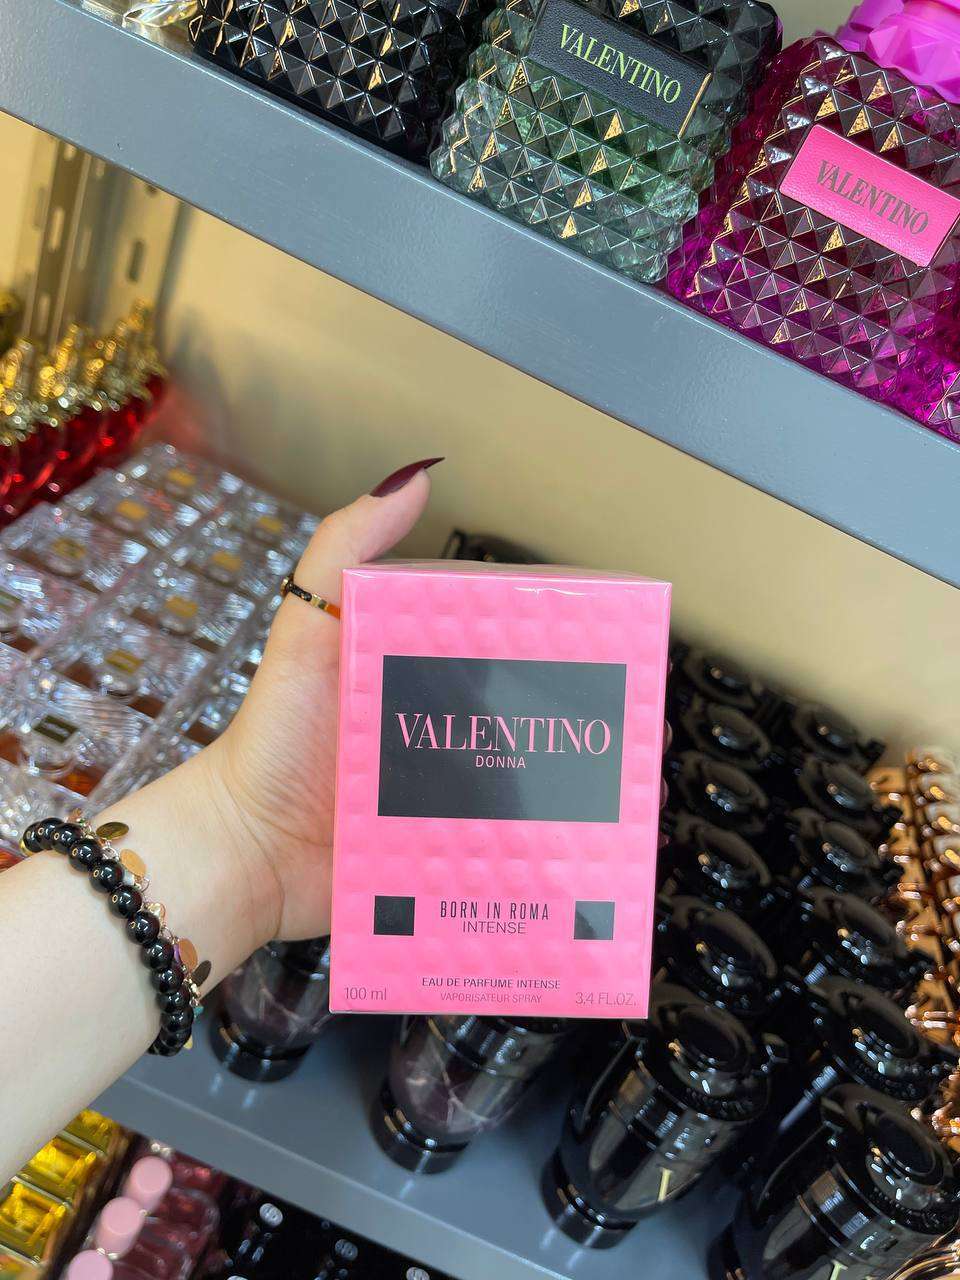 VALENTINO
VALENTINO
VALENTINO
DONNA
BORN IN ROMA
INTENSE
EAU DE PARFUME INTENSE
100 ml VAPORISATEUR SPRAY 3,4 FL.OZ.